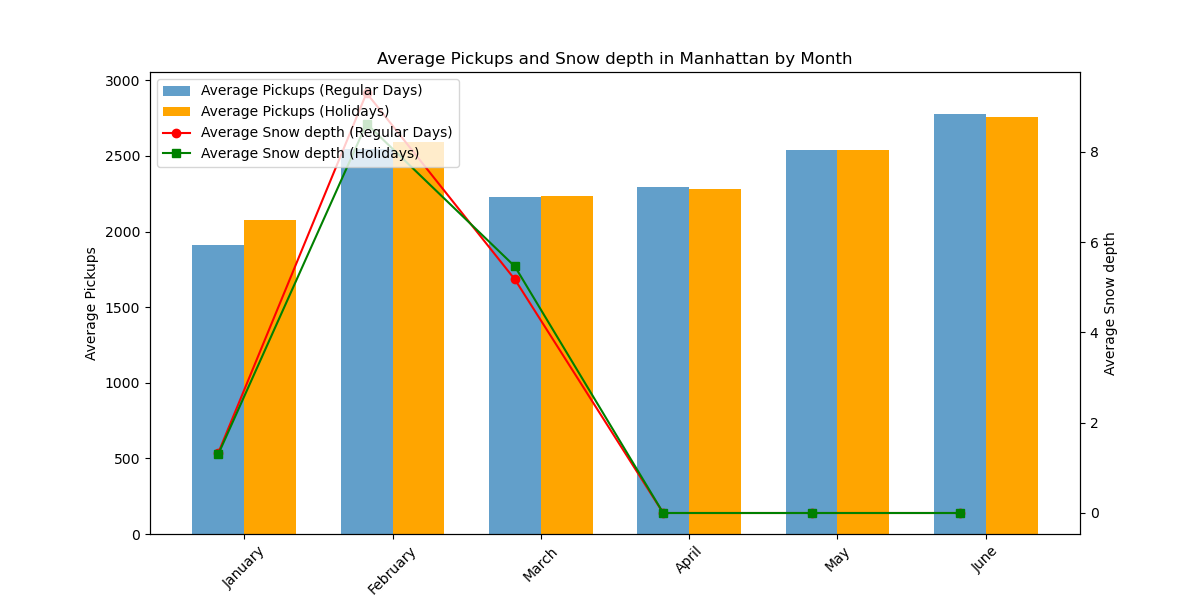 Average Pickups and Snow depth in Manhattan by Month
Average Pickups (Regular Days)
Average Pickups (Holidays)
Average Snow depth (Regular Days)
Average Snow depth (Holidays)
3000
2500
2000
1500
1000
500
0
Average Pickups
8
6
4
2
0
Average Snow depth
January
February
March
April
May
June